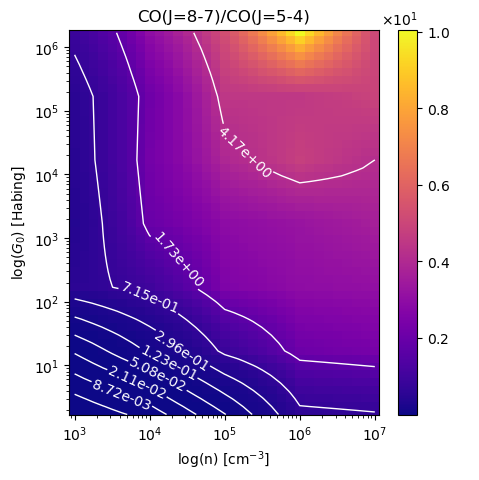 CO(J=8-7)/CO(J=5-4)
×10¹
1.0
0.8
0.6
0.4
0.2
log(G₀) [Habing]
10⁶
10⁵
10⁴
10³
10²
10¹
4.17e+00
1.73e+00
7.15e-01
2.96e-01
1.23e-01
5.08e-02
2.11e-02
8.72e-03
10³ 10⁴ 10⁵ 10⁶ 10⁷
log(n) [cm⁻³]